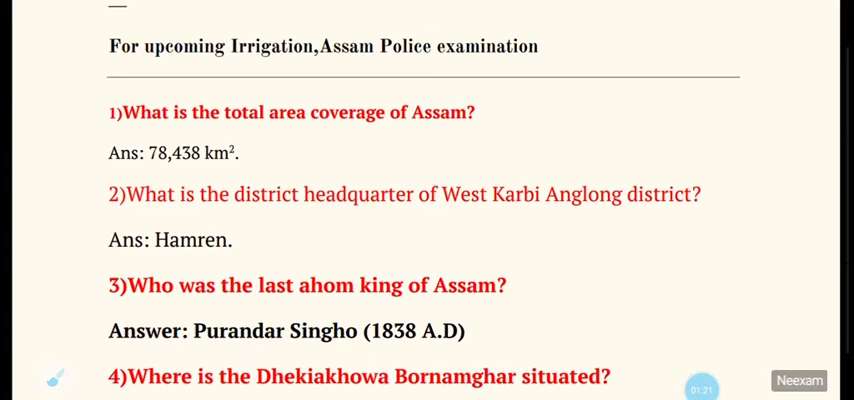 For upcoming Irrigation,Assam Police examination
1)What is the total area coverage of Assam?
Ans: 78,438 km².
2)What is the district headquarter of West Karbi Anglong district?
Ans: Hamren.
3)Who was the last ahom king of Assam?
Answer: Purandar Singho (1838 A.D)
4)Where is the Dhekiakhowa Bornamghar situated?
01:21
Neexam